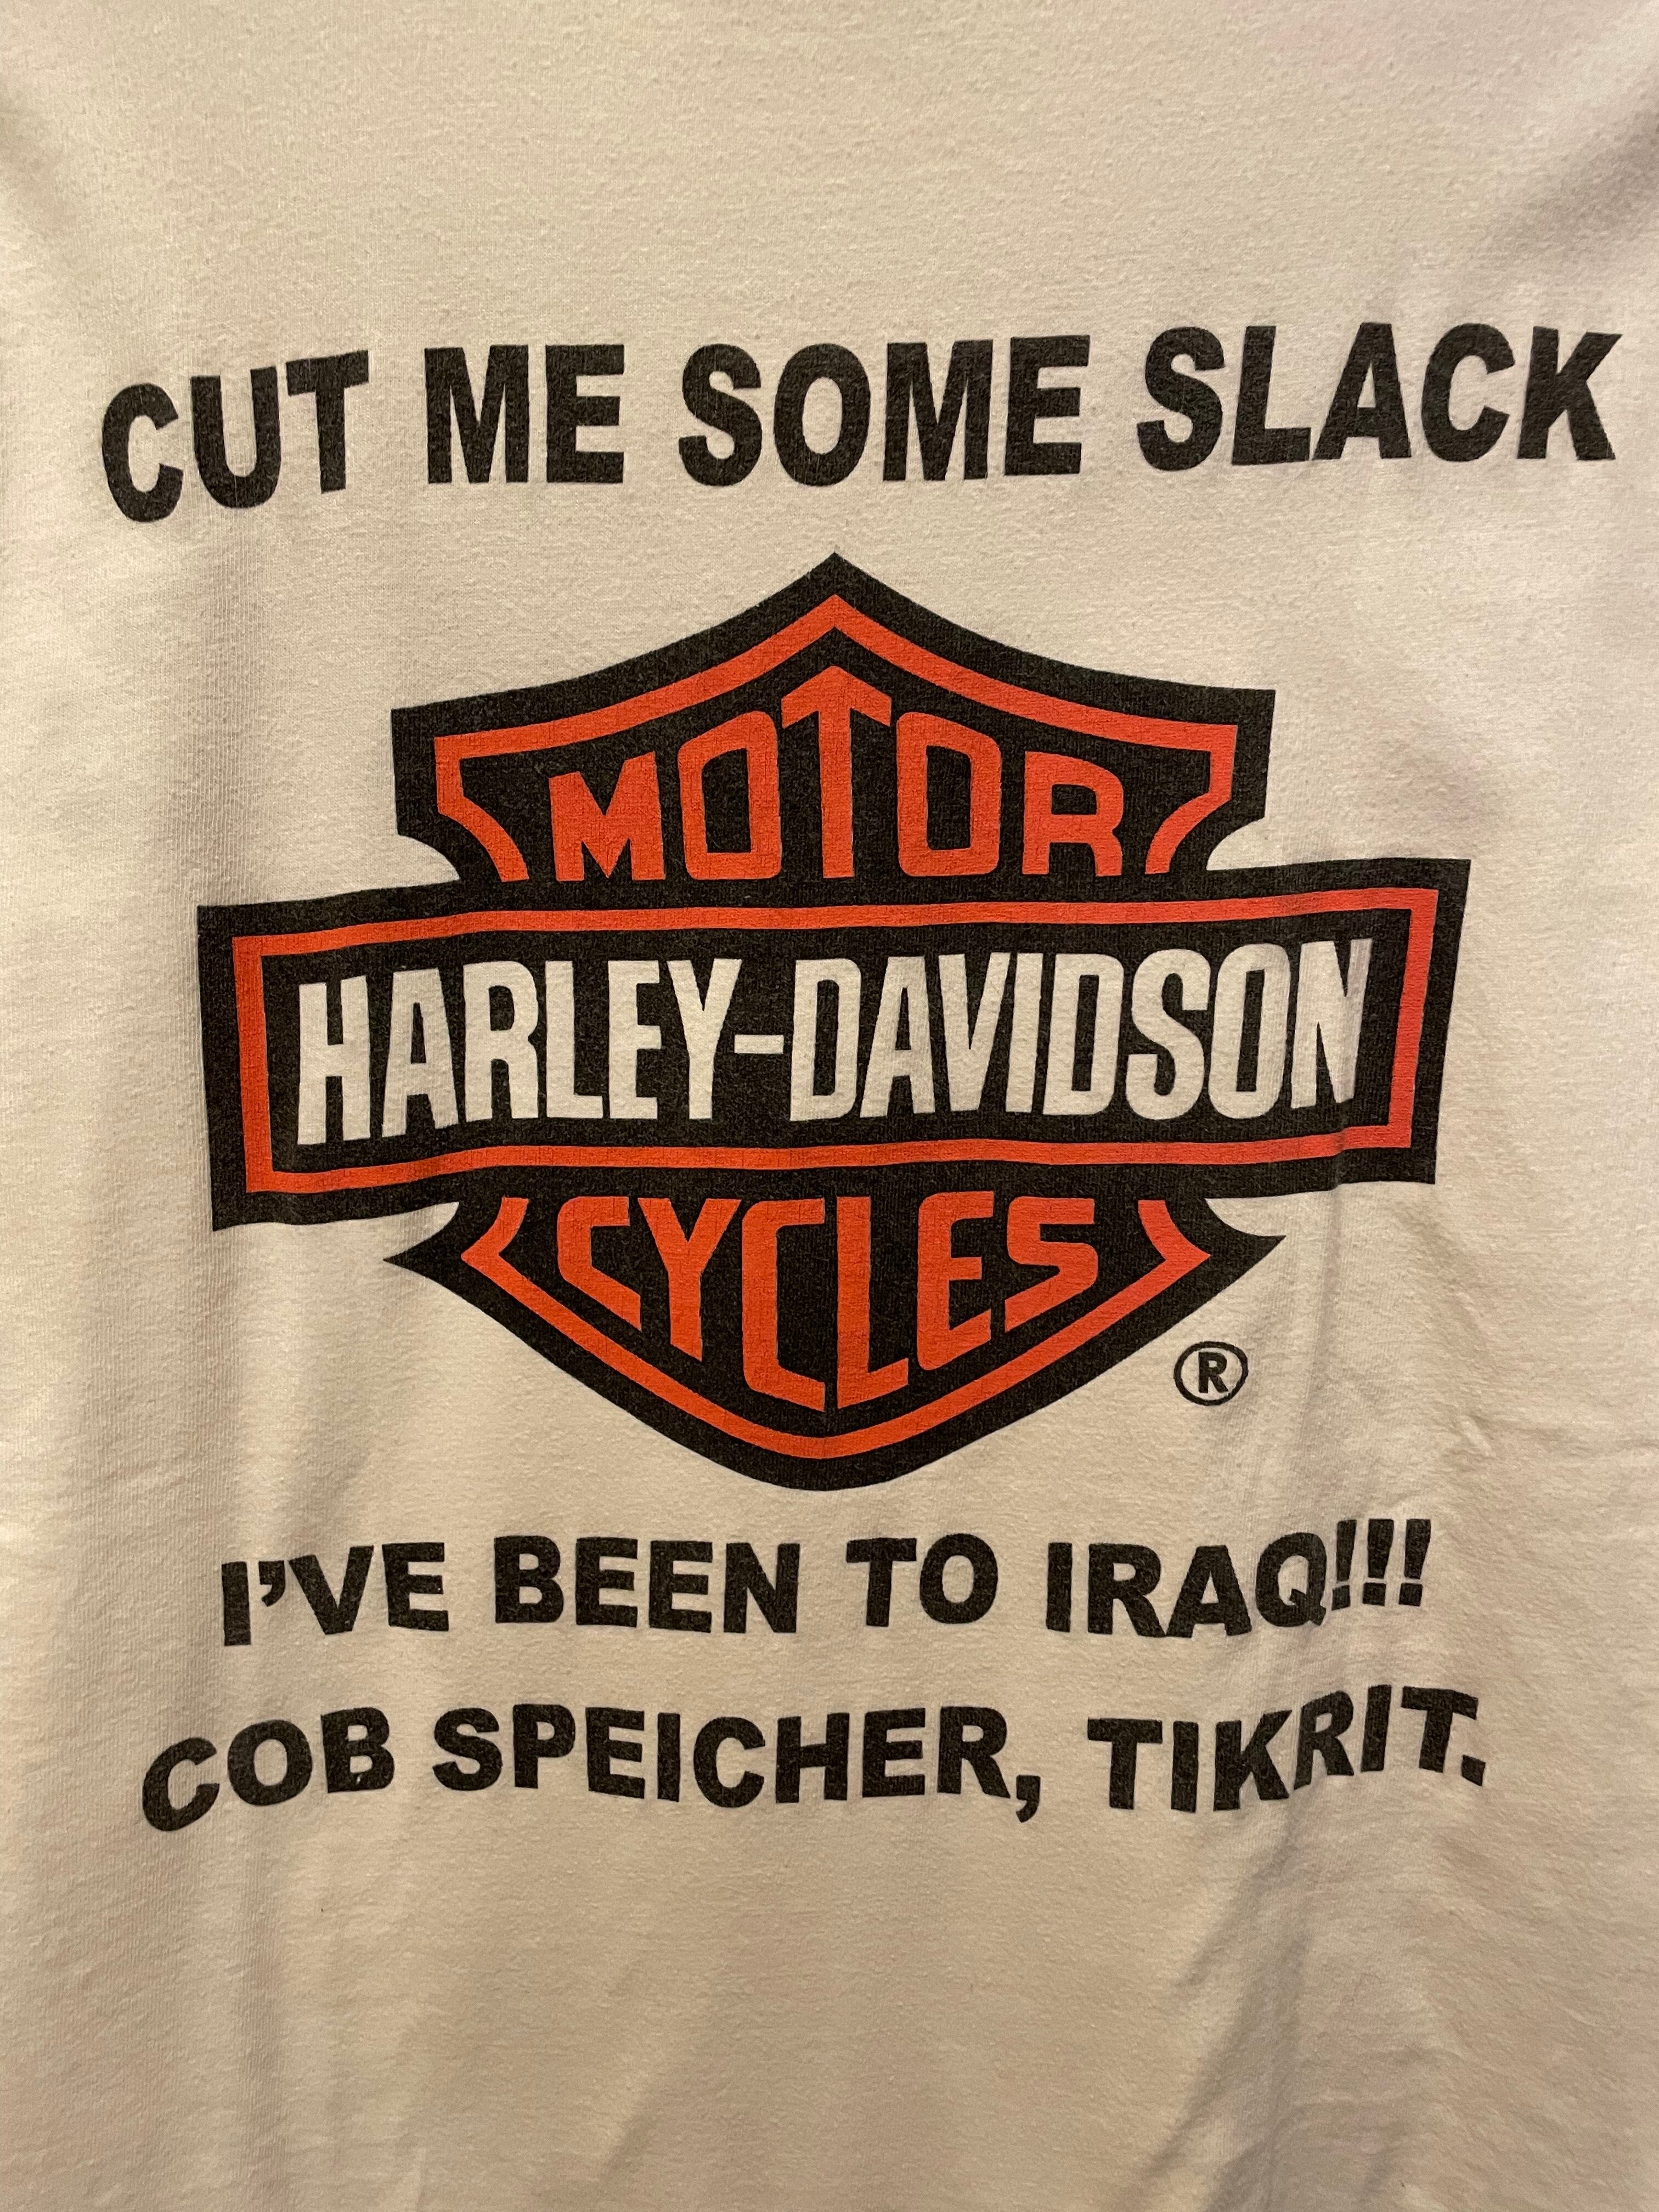 CUT ME SOME SLACK
MOTOR
HARLEY-DAVIDSON
CYCLES
®
I'VE BEEN TO IRAQ!!!
COB SPEICHER, TIKRIT.